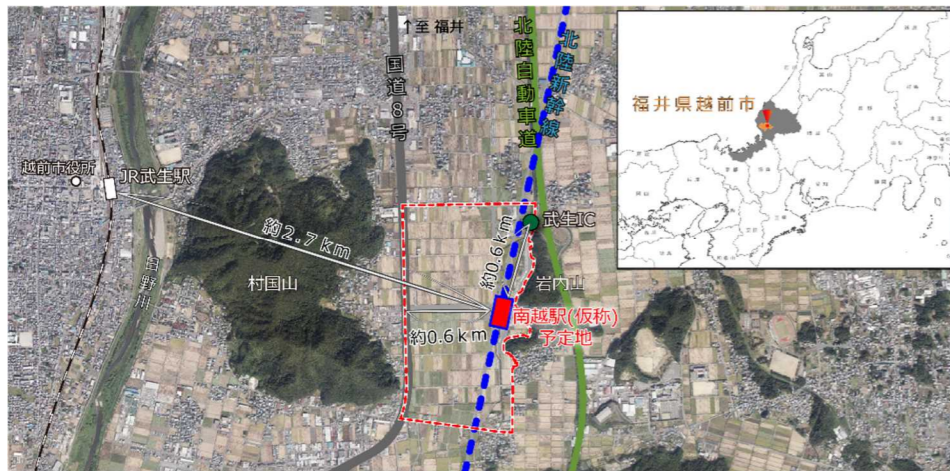 ↑至 福井
国道8号
北陸自動車道
北陸新幹線
福井県越前市
越前市役所
JR武生駅
約2.7km
日野川
村国山
武生IC
約0.6km
岩内山
南越駅(仮称)
予定地
約0.6km